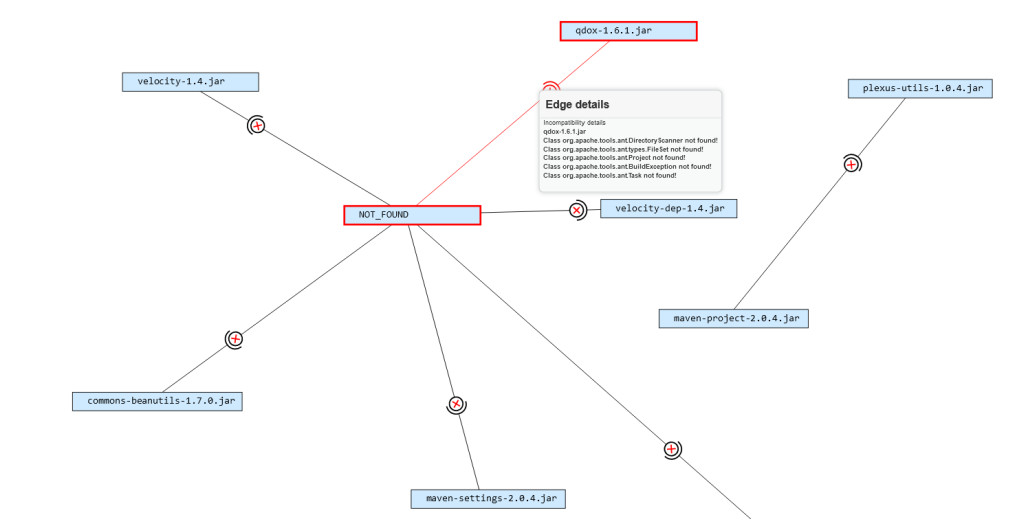 qdox-1.6.1.jar
velocity-1.4.jar
plexus-utils-1.0.4.jar
Edge details
Incompatibility details
qdox-1.6.1.jar
Class org.apache.tools.ant.DirectoryScanner not found!
Class org.apache.tools.ant.types.FileSet not found!
Class org.apache.tools.ant.Project not found!
Class org.apache.tools.ant.BuildException not found!
Class org.apache.tools.ant.Task not found!
NOT_FOUND
velocity-dep-1.4.jar
maven-project-2.0.4.jar
commons-beanutils-1.7.0.jar
maven-settings-2.0.4.jar